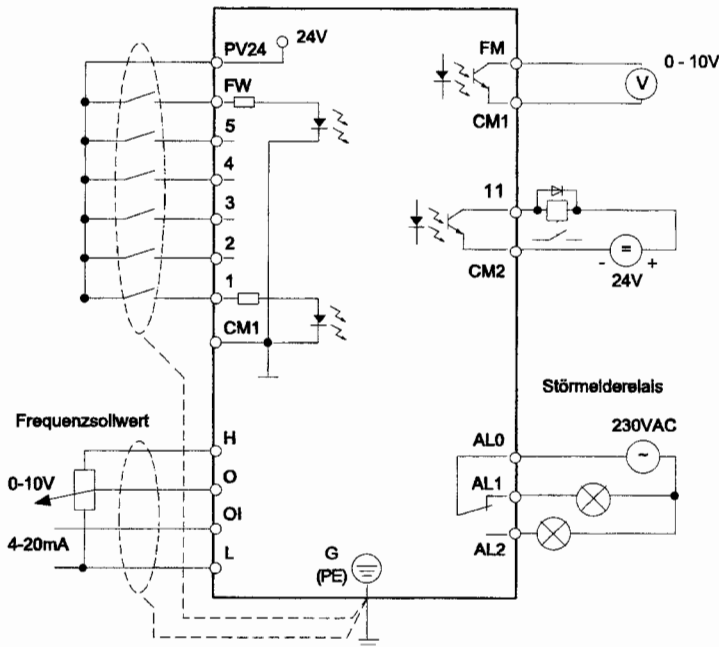 PV24
24V
FW
5
4
3
2
1
CM1
Frequenzsollwert
H
0-10V
O
OI
4-20mA
L
G
(PE)
FM
0 - 10V
V
CM1
11
=
CM2
- +
24V
Störmelderelais
230VAC
AL0
~
AL1
AL2